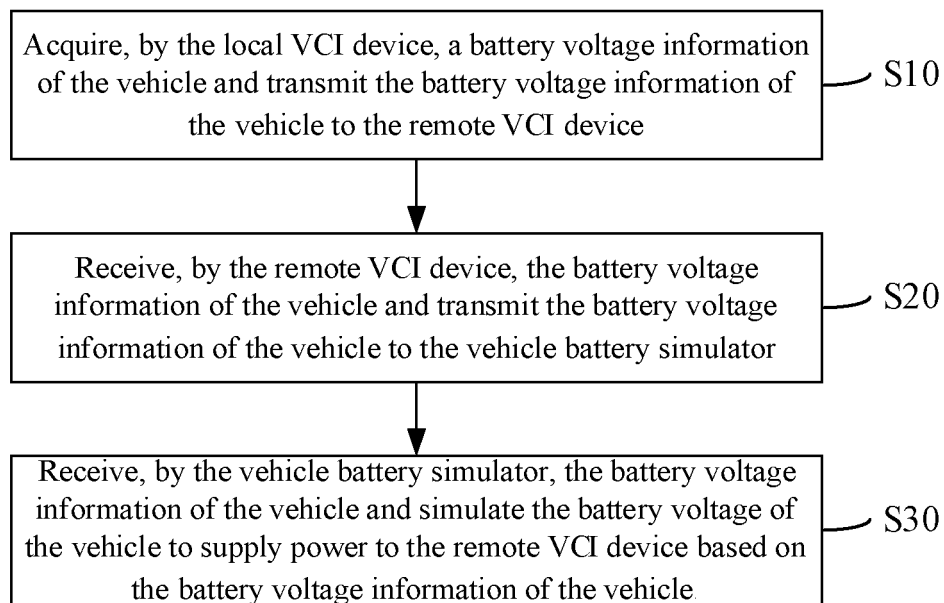 Acquire, by the local VCI device, a battery voltage information
of the vehicle and transmit the battery voltage information of
the vehicle to the remote VCI device
S10
Receive, by the remote VCI device, the battery voltage
information of the vehicle and transmit the battery voltage
information of the vehicle to the vehicle battery simulator
S20
Receive, by the vehicle battery simulator, the battery voltage
information of the vehicle and simulate the battery voltage of
the vehicle to supply power to the remote VCI device based on
the battery voltage information of the vehicle.
S30